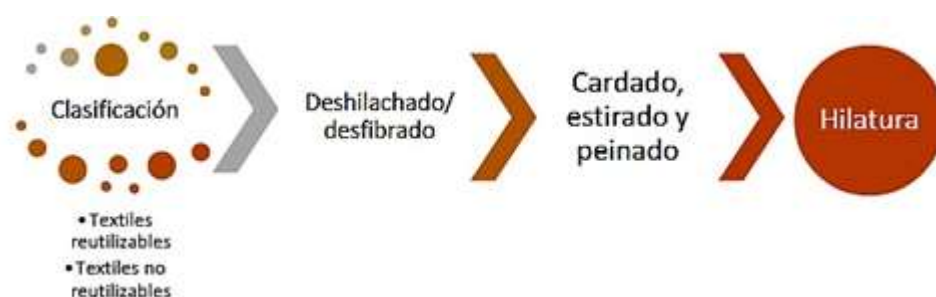 Clasificación
• Textiles
reutilizables
• Textiles no
reutilizables
Deshilachado/
desfibrado
Cardado,
estirado y
peinado
Hilatura